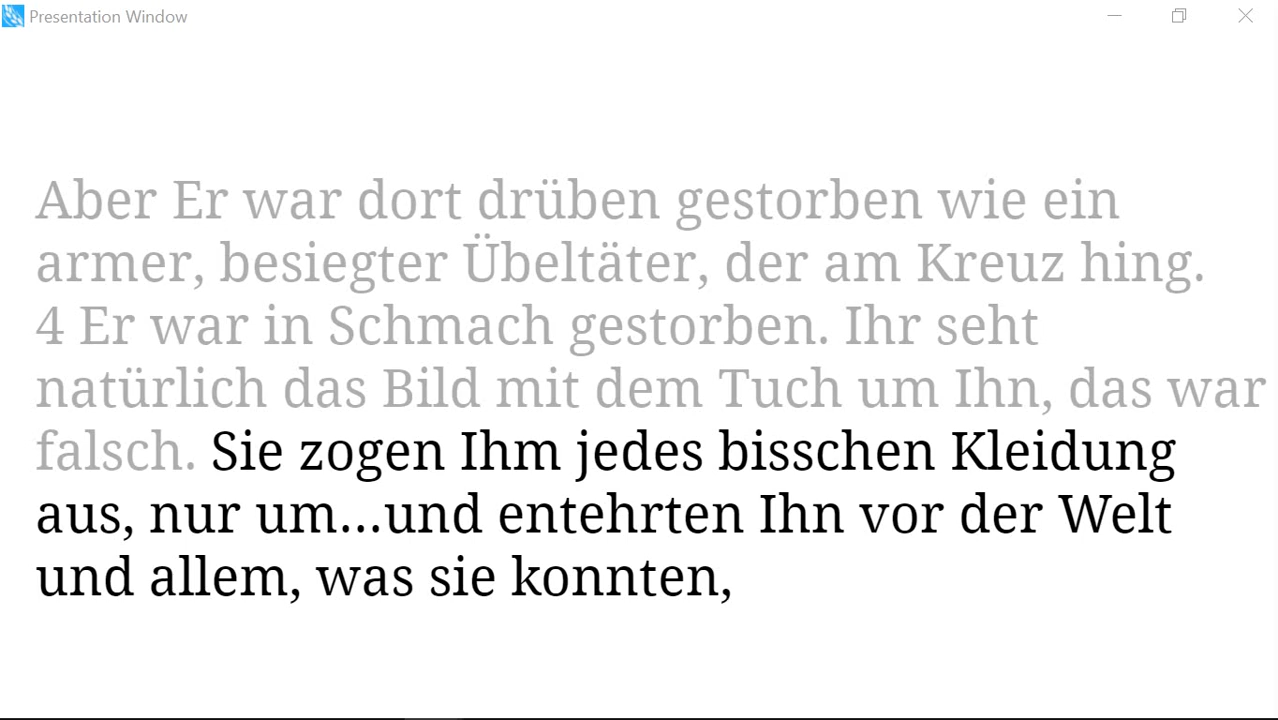 Presentation Window
Aber Er war dort drüben gestorben wie ein
armer, besiegter Übeltäter, der am Kreuz hing.
4 Er war in Schmach gestorben. Ihr seht
natürlich das Bild mit dem Tuch um Ihn, das war
falsch. Sie zogen Ihm jedes bisschen Kleidung
aus, nur um...und entehrten Ihn vor der Welt
und allem, was sie konnten,